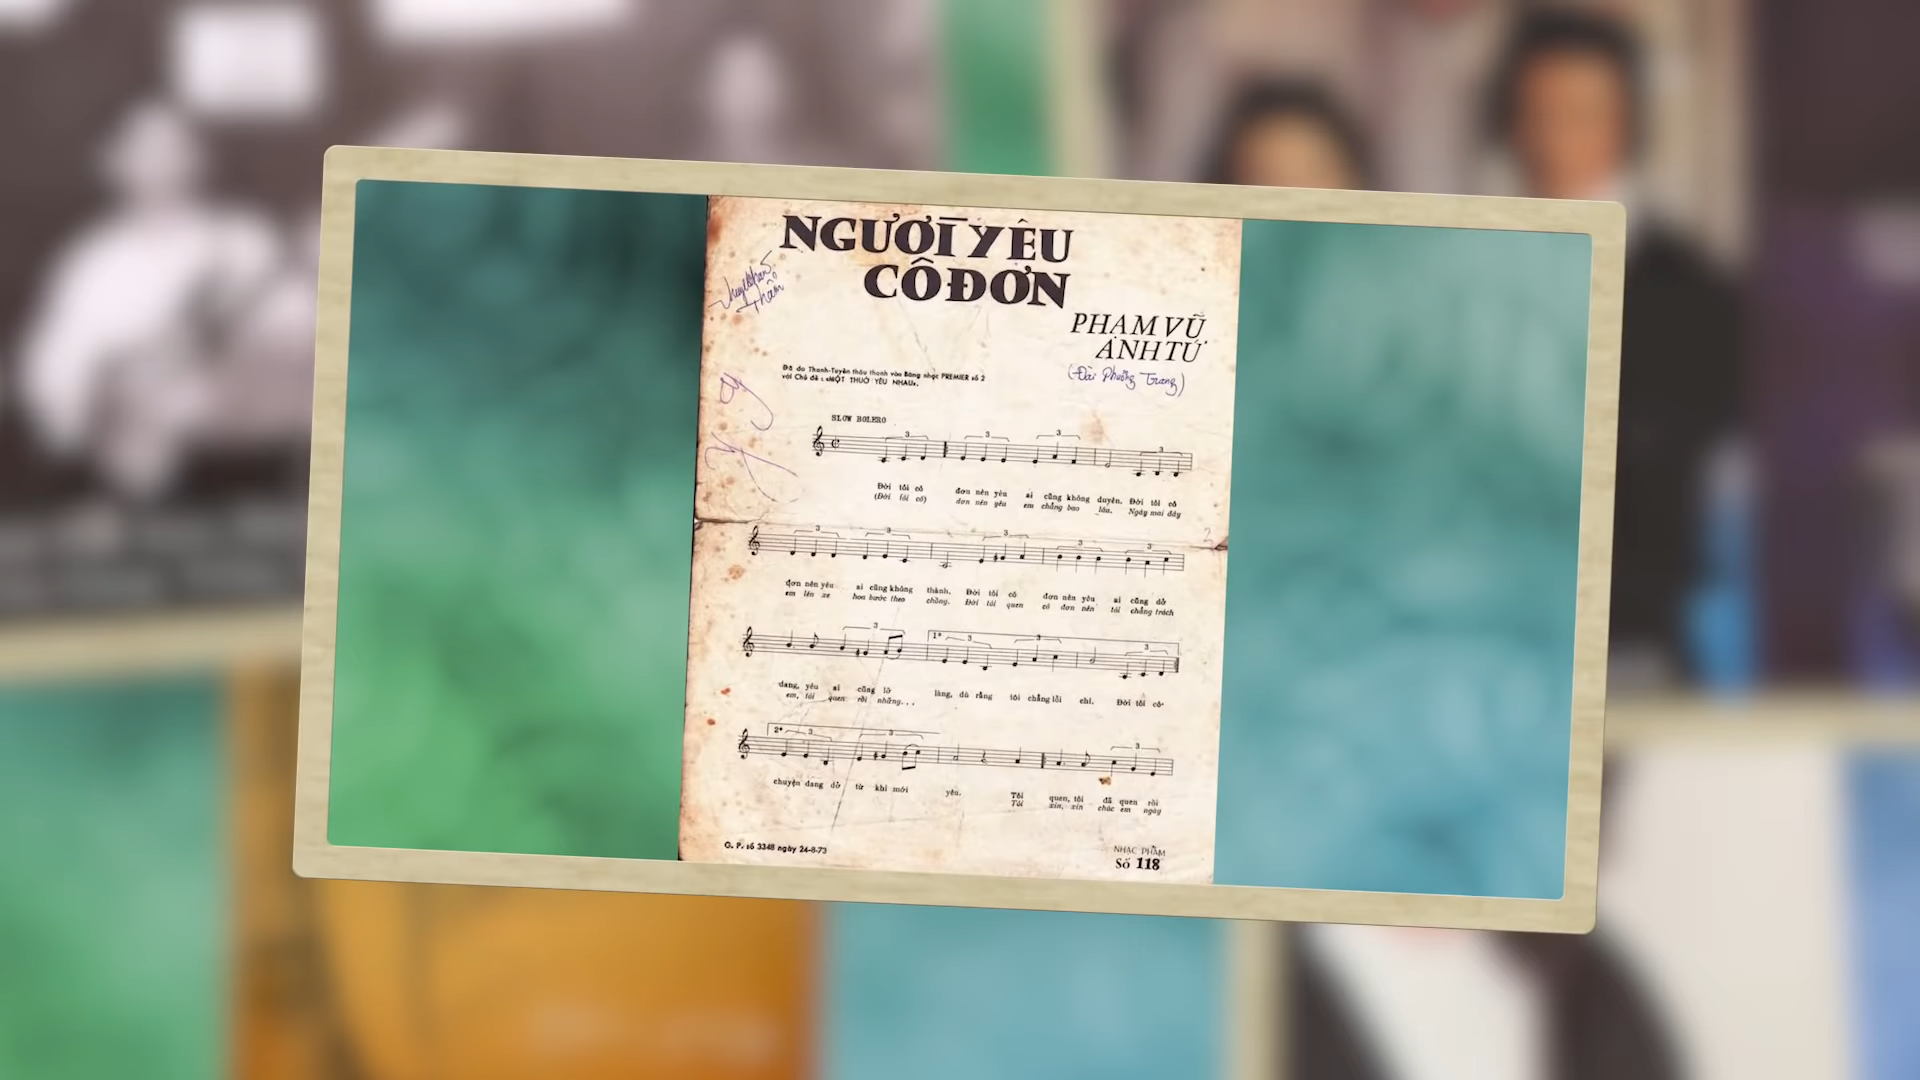 NGƯỜI YÊU
CÔ ĐƠN
PHẠM VŨ
ANH TỨ
(Đài Phương Trang)
Đã do Thanh-Tuyền thâu thanh vào Băng nhạc PREMIER số 2
với Chủ đề : «MỘT THUỞ YÊU NHAU».
SLOW BOLERO
Đời tôi cô đơn nên yêu ai cũng không duyên. Đời tôi cô
(Đời tôi cô) đơn nên yêu em chẳng bao lâu. Ngày mai đây
đơn nên yêu ai cũng không thành. Đời tôi cô đơn nên yêu ai cũng dở
em lên xe hoa bước theo chồng. Đời tôi quen cô đơn nên tôi chẳng trách
dang, yêu ai cũng lỡ làng, dù rằng tôi chẳng lỗi chi. Đời tôi cô-
em, tôi quen rồi những...
chuyện dang dở từ khi mới yêu. Tôi quen, tôi đã quen rồi
Tôi xin, xin chúc em ngày
G. P. số 3348 ngày 24-8-73
NHẠC PHẨM
Số 118